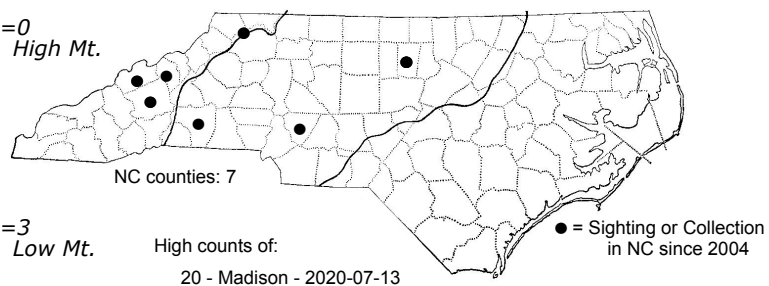 =0
High Mt.
NC counties: 7
=3
Low Mt.
High counts of:
20 - Madison - 2020-07-13
● = Sighting or Collection
in NC since 2004